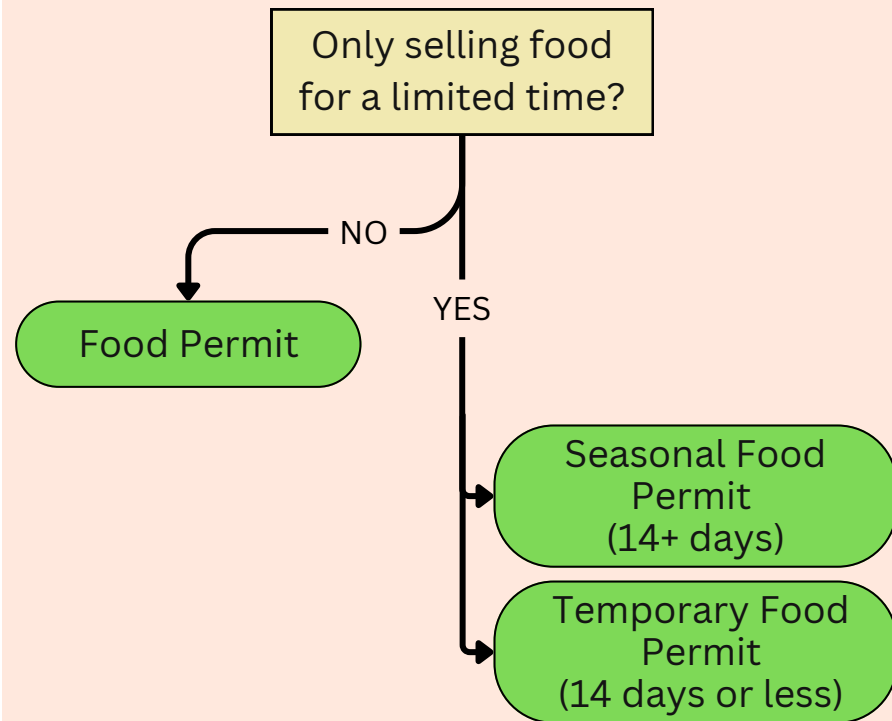 Only selling food
for a limited time?
NO
Food Permit
YES
Seasonal Food
Permit
(14+ days)
Temporary Food
Permit
(14 days or less)